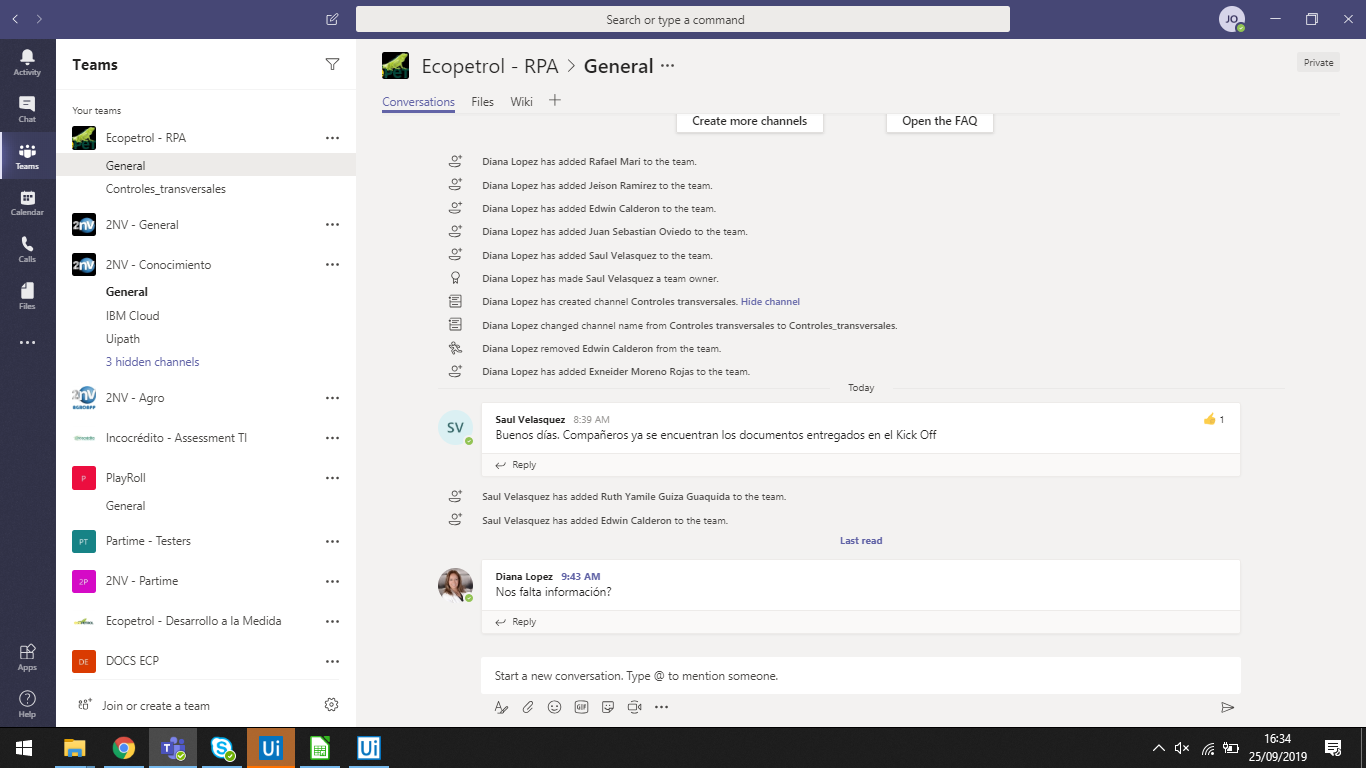 Search or type a command
JO
Activity
Chat
Teams
Calendar
Calls
Files
Apps
Help
Teams
Your teams
Ecopetrol - RPA
General
Controles_transversales
2NV - General
2NV - Conocimiento
General
IBM Cloud
Uipath
3 hidden channels
2NV - Agro
Incocrédito - Assessment TI
P
PlayRoll
General
PT
Partime - Testers
2P
2NV - Partime
Ecopetrol - Desarrollo a la Medida
DE
DOCS ECP
Join or create a team
Ecopetrol - RPA > General
Private
Conversations Files Wiki
Create more channels
Open the FAQ
Diana Lopez has added Rafael Mari to the team.
Diana Lopez has added Jeison Ramirez to the team.
Diana Lopez has added Edwin Calderon to the team.
Diana Lopez has added Juan Sebastian Oviedo to the team.
Diana Lopez has added Saul Velasquez to the team.
Diana Lopez has made Saul Velasquez a team owner.
Diana Lopez has created channel Controles transversales. Hide channel
Diana Lopez changed channel name from Controles transversales to Controles_transversales.
Diana Lopez removed Edwin Calderon from the team.
Diana Lopez has added Exneider Moreno Rojas to the team.
Today
SV
Saul Velasquez 8:39 AM
1
Buenos días. Compañeros ya se encuentran los documentos entregados en el Kick Off
Reply
Saul Velasquez has added Ruth Yamile Guiza Guaquida to the team.
Saul Velasquez has added Edwin Calderon to the team.
Last read
Diana Lopez 9:43 AM
Nos falta información?
Reply
Start a new conversation. Type @ to mention someone.
GIF
Ui
Ui
16:34
25/09/2019